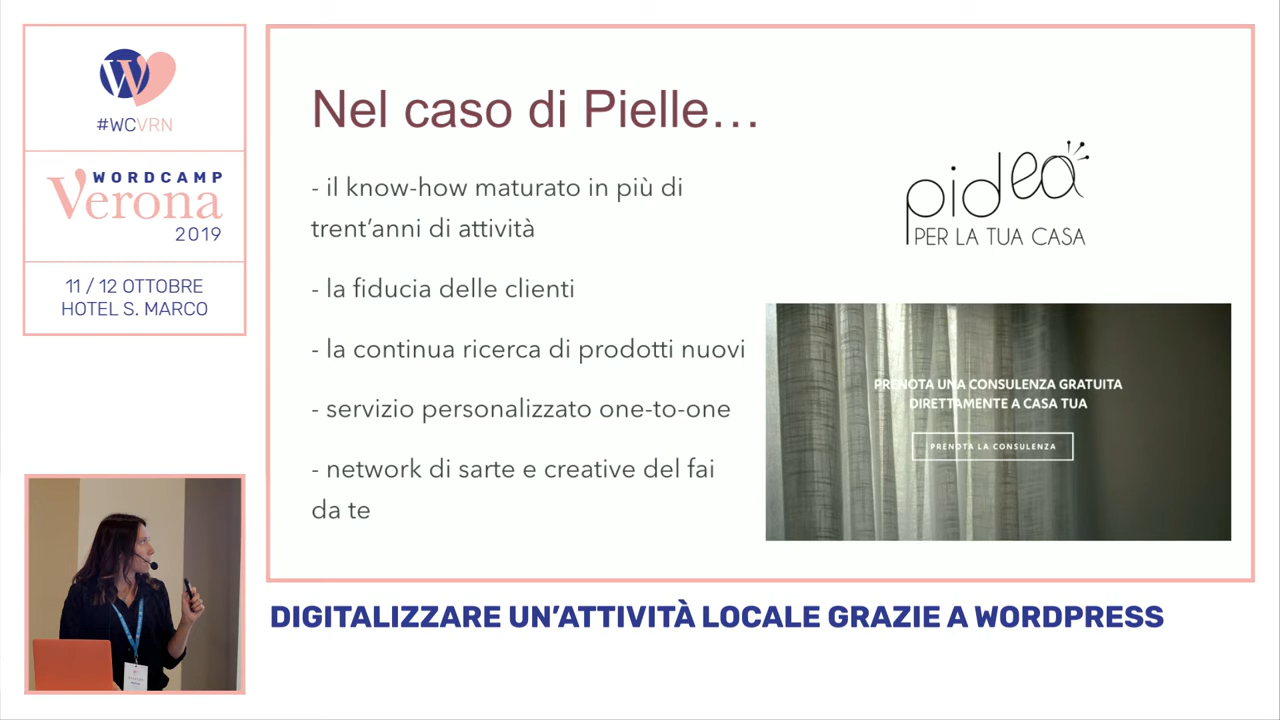 #WCVRN
WORDCAMP
Verona
2019
11 / 12 OTTOBRE
HOTEL S. MARCO
Nel caso di Pielle…
- il know-how maturato in più di
trent’anni di attività
- la fiducia delle clienti
- la continua ricerca di prodotti nuovi
- servizio personalizzato one-to-one
- network di sarte e creative del fai
da te
pidea
PER LA TUA CASA
PRENOTA UNA CONSULENZA GRATUITA
DIRETTAMENTE A CASA TUA
PRENOTA LA CONSULENZA
DIGITALIZZARE UN’ATTIVITÀ LOCALE GRAZIE A WORDPRESS